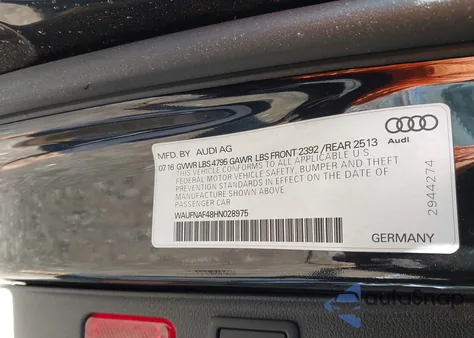 MFD. BY AUDI AG
07 16 GVWR LBS 4795 GAWR LBS FRONT 2392 / REAR 2513
THIS VEHICLE CONFORMS TO ALL APPLICABLE U S
FEDERAL MOTOR VEHICLE SAFETY, BUMPER AND THEFT
PREVENTION STANDARDS IN EFFECT ON THE DATE OF
MANUFACTURE SHOWN ABOVE
PASSENGER CAR
WAUFNAF48HN028975
Audi
2944274
GERMANY
autoSnap